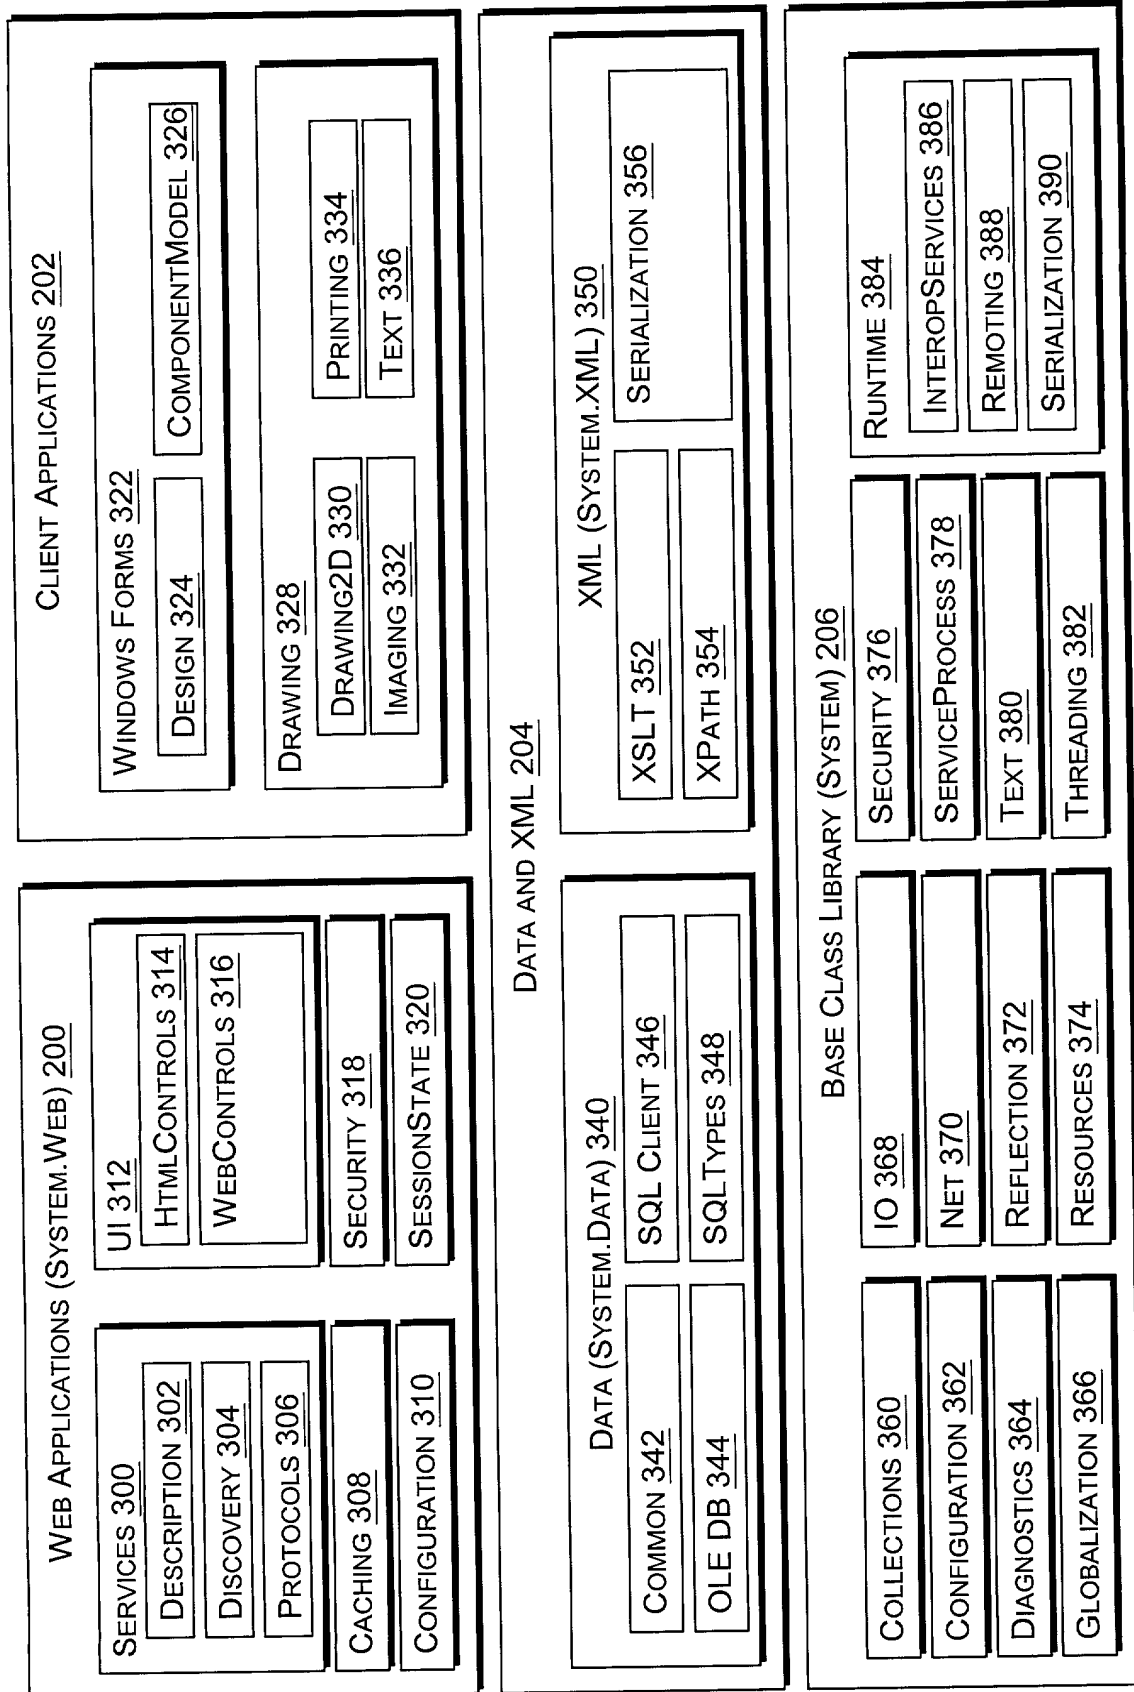 WEB APPLICATIONS (SYSTEM.WEB) 200
SERVICES 300
DESCRIPTION 302
DISCOVERY 304
PROTOCOLS 306
CACHING 308
CONFIGURATION 310
UI 312
HTMLCONTROLS 314
WEBCONTROLS 316
SECURITY 318
SESSIONSTATE 320
CLIENT APPLICATIONS 202
WINDOWS FORMS 322
DESIGN 324
COMPONENTMODEL 326
DRAWING 328
DRAWING2D 330
IMAGING 332
PRINTING 334
TEXT 336
DATA AND XML 204
DATA (SYSTEM.DATA) 340
COMMON 342
OLE DB 344
SQL CLIENT 346
SQLTYPES 348
XML (SYSTEM.XML) 350
XSLT 352
XPATH 354
SERIALIZATION 356
BASE CLASS LIBRARY (SYSTEM) 206
COLLECTIONS 360
CONFIGURATION 362
DIAGNOSTICS 364
GLOBALIZATION 366
IO 368
NET 370
REFLECTION 372
RESOURCES 374
SECURITY 376
SERVICEPROCESS 378
TEXT 380
THREADING 382
RUNTIME 384
INTEROPSERVICES 386
REMOTING 388
SERIALIZATION 390